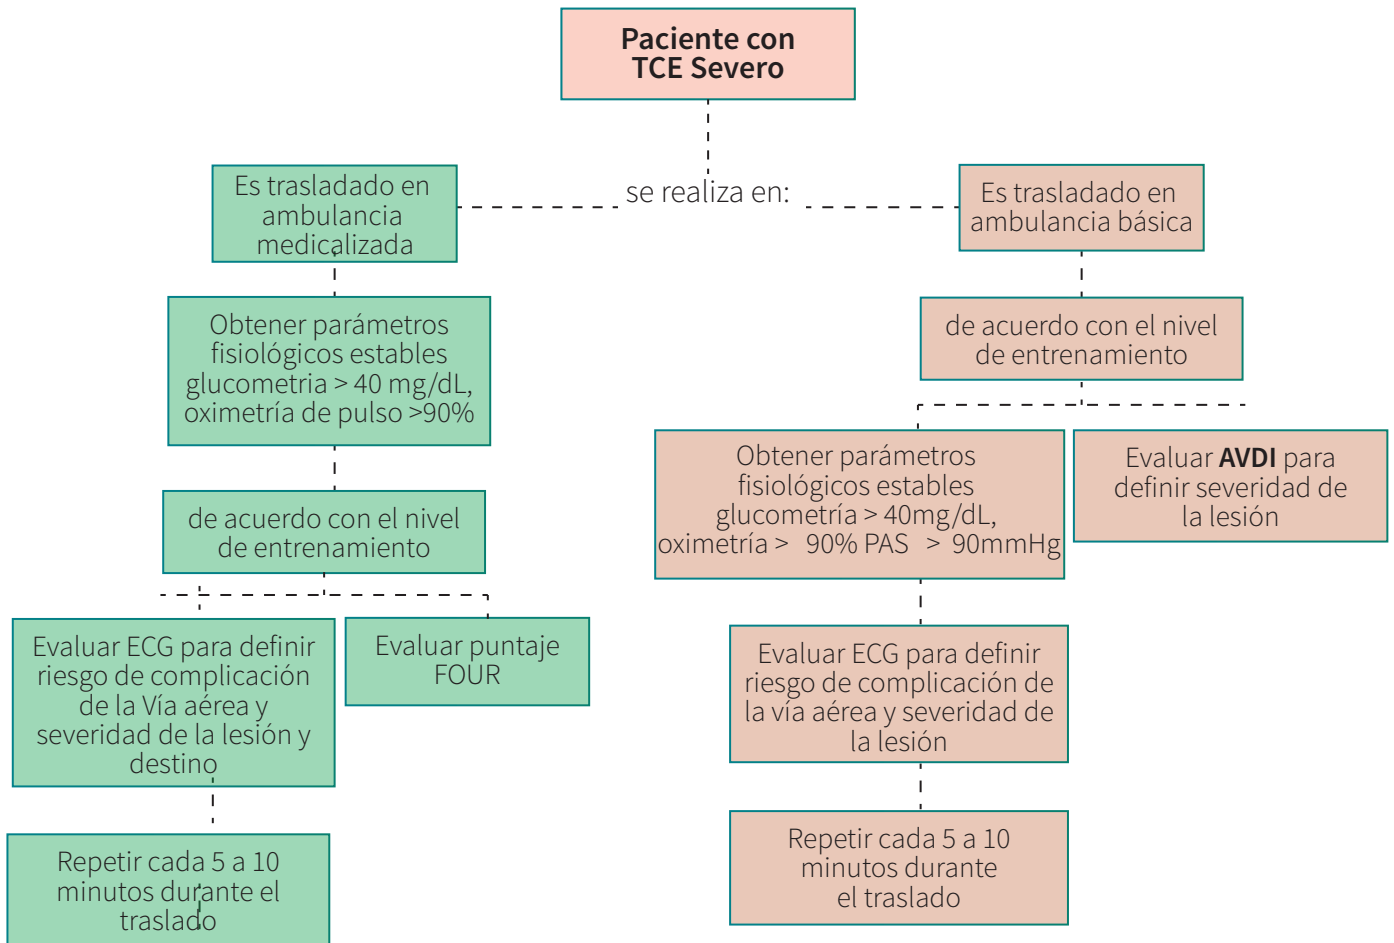 Paciente con
TCE Severo
se realiza en:
Es trasladado en
ambulancia
medicalizada
Obtener parámetros
fisiológicos estables
glucometria > 40 mg/dL,
oximetría de pulso >90%
de acuerdo con el nivel
de entrenamiento
Evaluar ECG para definir
riesgo de complicación
de la Vía aérea y
severidad de la lesión y
destino
Evaluar puntaje
FOUR
Repetir cada 5 a 10
minutos durante el
traslado
Es trasladado en
ambulancia básica
de acuerdo con el nivel
de entrenamiento
Obtener parámetros
fisiológicos estables
glucometría > 40mg/dL,
oximetría > 90% PAS > 90mmHg
Evaluar AVDI para
definir severidad de
la lesión
Evaluar ECG para definir
riesgo de complicación de
la vía aérea y severidad de
la lesión
Repetir cada 5 a 10
minutos durante
el traslado